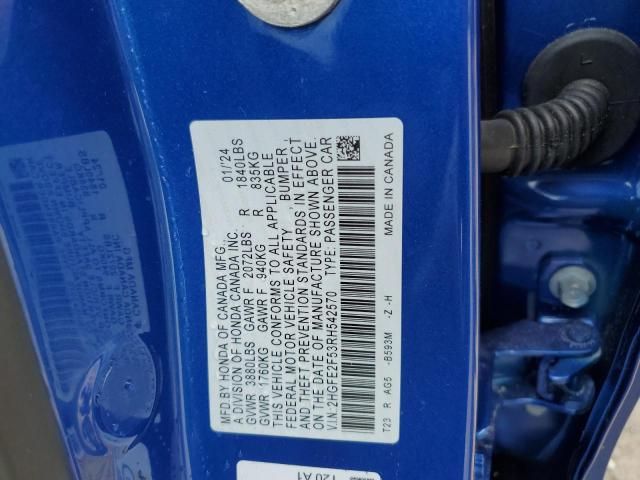 MFD.BY HONDA OF CANADA MFG., 01/24
A DIVISION OF HONDA CANADA INC.
GVWR 3880LBS GAWR F 2072LBS R 1840LBS
GVWR 1760KG GAWR F 940KG R 835KG
THIS VEHICLE CONFORMS TO ALL APPLICABLE
FEDERAL MOTOR VEHICLE SAFETY, BUMPER,
AND THEFT PREVENTION STANDARDS IN EFFECT
ON THE DATE OF MANUFACTURE SHOWN ABOVE.
V.I.N: 2HGFE2F53RH542570 TYPE: PASSENGER CAR
T23 R AG5 -B593M -Z -H MADE IN CANADA
T20 A1
L